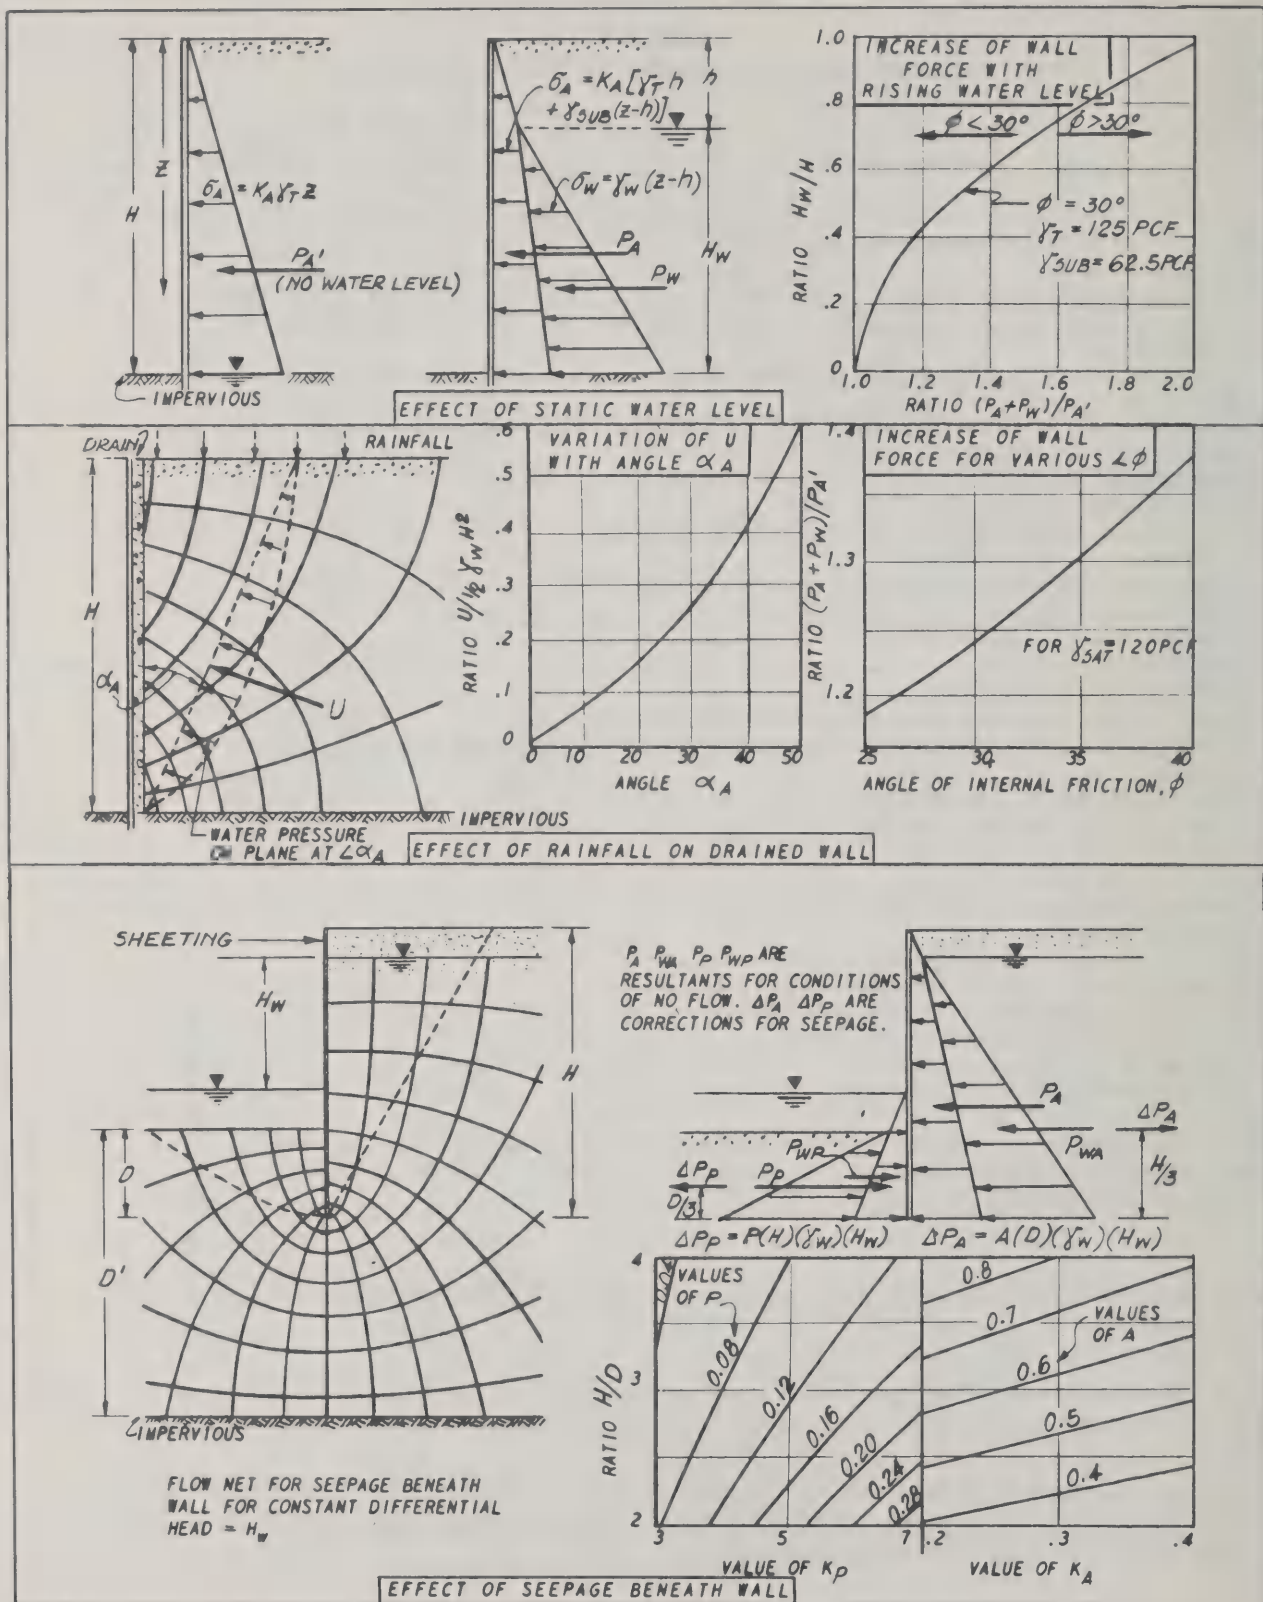 H
Z
σA = KA γT Z
PA'
(NO WATER LEVEL)
IMPERVIOUS
σA = KA [γT h
+ γSUB (z-h)]
h
σW = γW (z-h)
PA
PW
HW
EFFECT OF STATIC WATER LEVEL
INCREASE OF WALL
FORCE WITH
RISING WATER LEVEL
φ < 30°
φ > 30°
φ = 30°
γT = 125 PCF
γSUB = 62.5 PCF
RATIO HW/H
1.0
.8
.6
.4
.2
0
1.0 1.2 1.4 1.6 1.8 2.0
RATIO (PA+PW)/PA'
DRAIN
RAINFALL
H
αA
U
IMPERVIOUS
WATER PRESSURE
PLANE AT ∠αA
VARIATION OF U
WITH ANGLE αA
RATIO U/½ γW H²
.6
.5
.4
.3
.2
.1
0
0 10 20 30 40 50
ANGLE αA
INCREASE OF WALL
FORCE FOR VARIOUS ∠φ
RATIO (PA + PW)/PA'
1.4
1.3
1.2
FOR γSAT = 120 PCF
25 30 35 40
ANGLE OF INTERNAL FRICTION, φ
EFFECT OF RAINFALL ON DRAINED WALL
SHEETING
HW
H
D
D'
IMPERVIOUS
FLOW NET FOR SEEPAGE BENEATH
WALL FOR CONSTANT DIFFERENTIAL
HEAD = HW
PA PWA PP PWP ARE
RESULTANTS FOR CONDITIONS
OF NO FLOW. ΔPA ΔPP ARE
CORRECTIONS FOR SEEPAGE.
PA
ΔPA
PWA
H/3
PWP
ΔPP
PP
D/3
ΔPP = P(H)(γW)(HW)
ΔPA = A(D)(γW)(HW)
RATIO H/D
4
3
2
0.04
VALUES
OF P
0.08
0.12
0.16
0.20
0.24
0.28
3 5 7
VALUE OF KP
0.8
0.7
VALUES
OF A
0.6
0.5
0.4
.2 .3 .4
VALUE OF KA
EFFECT OF SEEPAGE BENEATH WALL